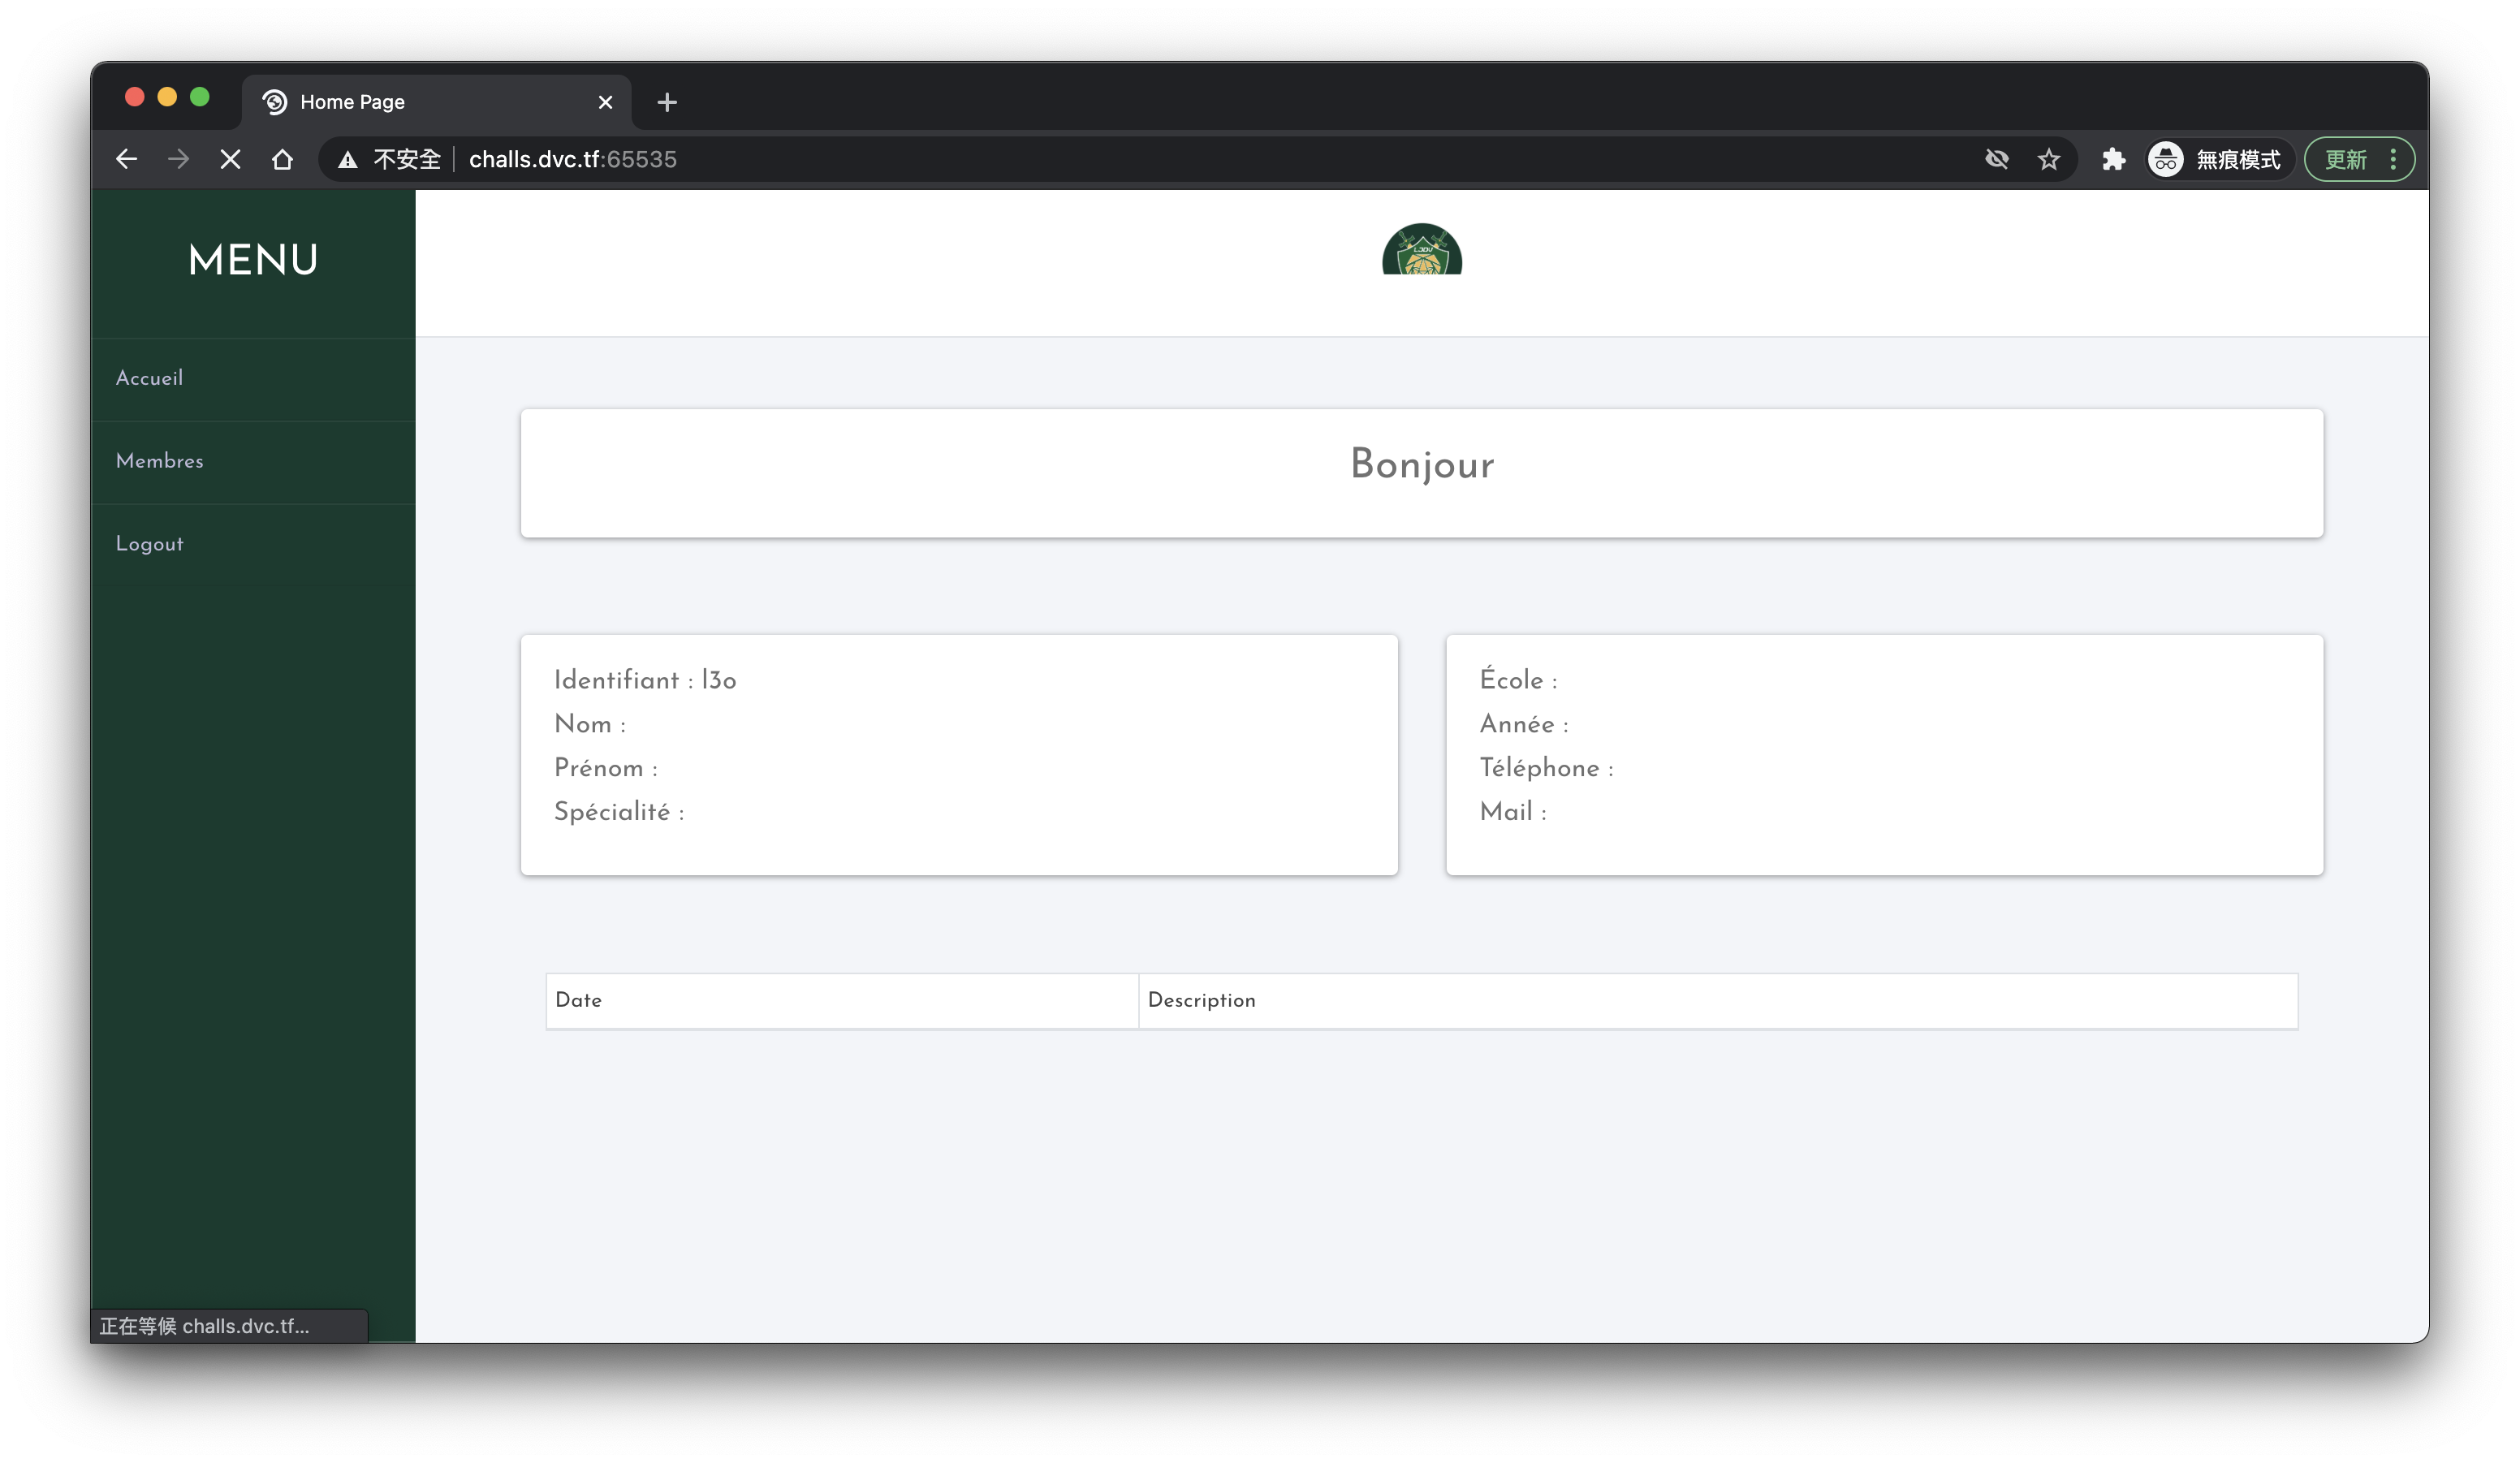 Home Page
不安全 challs.dvc.tf:65535 無痕模式 更新
MENU
Accueil
Membres
Logout
Bonjour
Identifiant : l3o
Nom :
Prénom :
Spécialité :
École :
Année :
Téléphone :
Mail :
Date Description
正在等候 challs.dvc.tf...